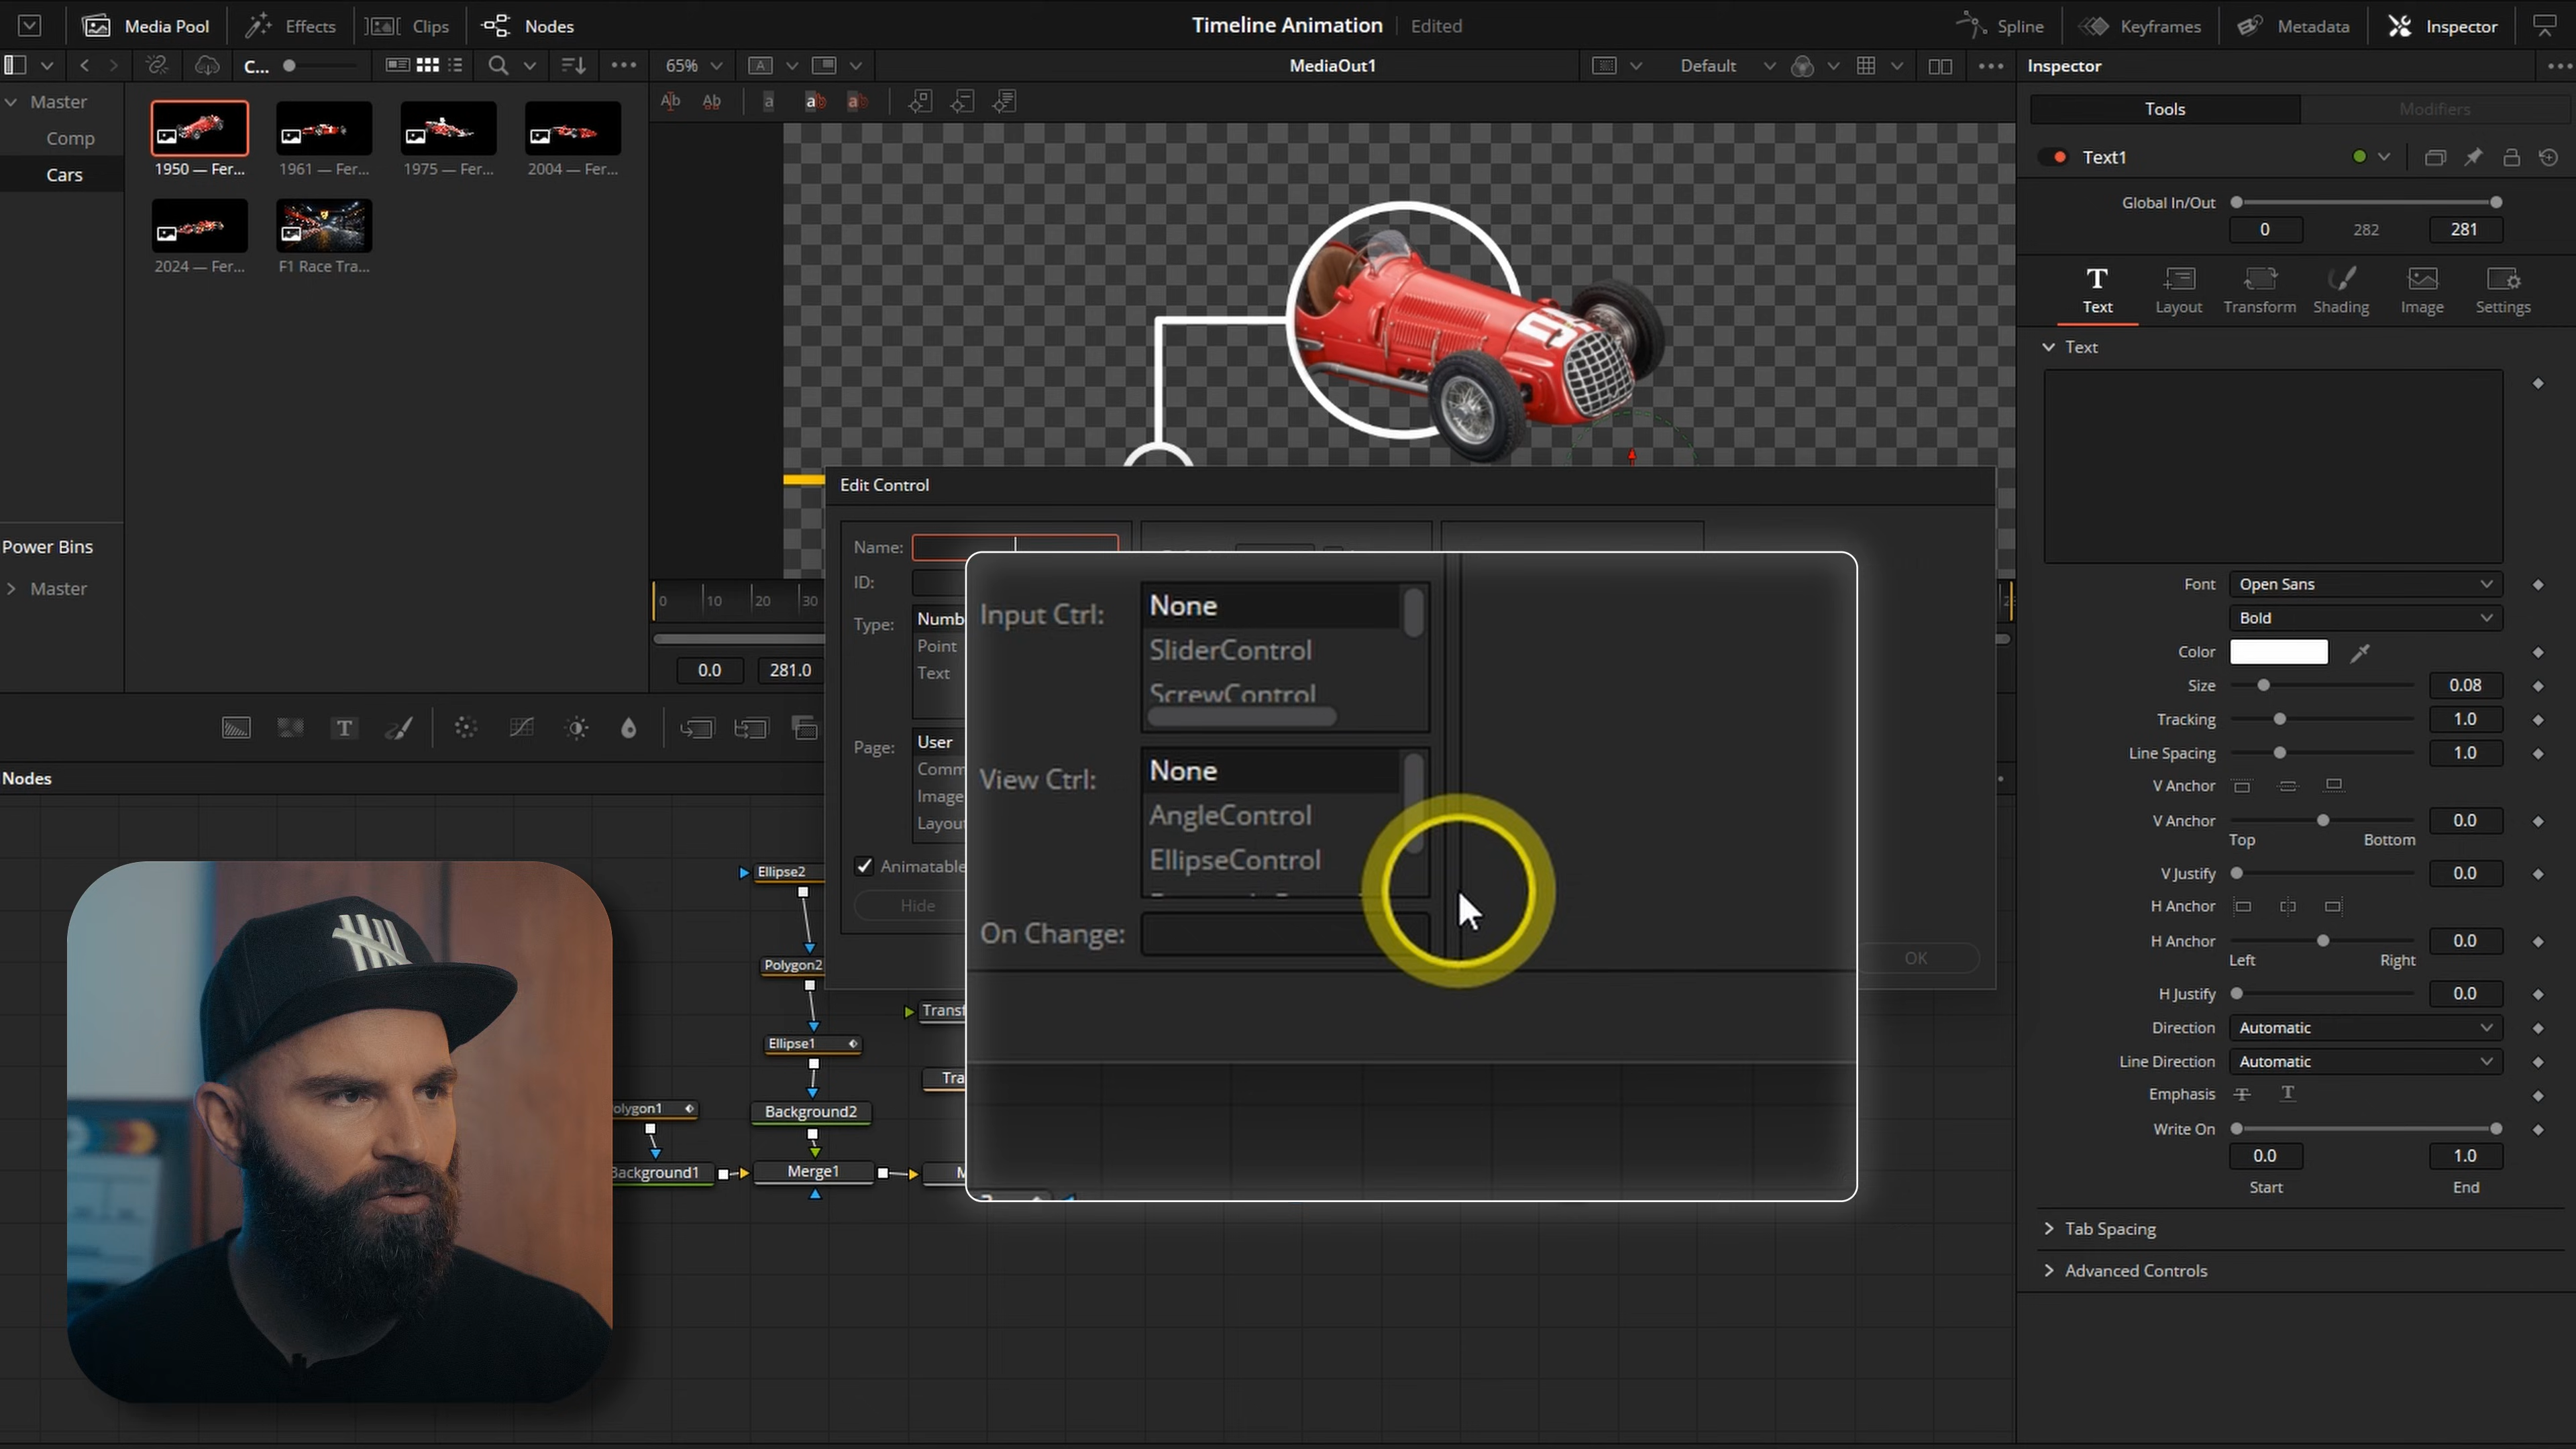 Media Pool
Effects
Clips
Nodes
Timeline Animation
Edited
Spline
Keyframes
Metadata
Inspector
C...
65%
A
MediaOut1
Default
Inspector
Master
Comp
Cars
1950 — Fer...
1961 — Fer...
1975 — Fer...
2004 — Fer...
2024 — Fer...
F1 Race Tra...
Power Bins
Master
Tools
Modifiers
Text1
Global In/Out
0
282
281
Text
Layout
Transform
Shading
Image
Settings
Text
Font
Open Sans
Bold
Color
Size
0.08
Tracking
1.0
Line Spacing
1.0
V Anchor
V Anchor
0.0
Top
Bottom
V Justify
0.0
H Anchor
H Anchor
0.0
Left
Right
H Justify
0.0
Direction
Automatic
Line Direction
Automatic
Emphasis
Write On
0.0
1.0
Start
End
Tab Spacing
Advanced Controls
Edit Control
Name:
ID:
Type:
Numb
Point
Text
Page:
User
Comm
Image
Layou
Animatable
Hide
OK
Input Ctrl:
None
SliderControl
ScrewControl
View Ctrl:
None
AngleControl
EllipseControl
On Change:
0
10
20
30
0.0
281.0
Nodes
Ellipse2
Polygon2
Ellipse1
Background2
Merge1
olygon1
Background1
Transf
Tra
M